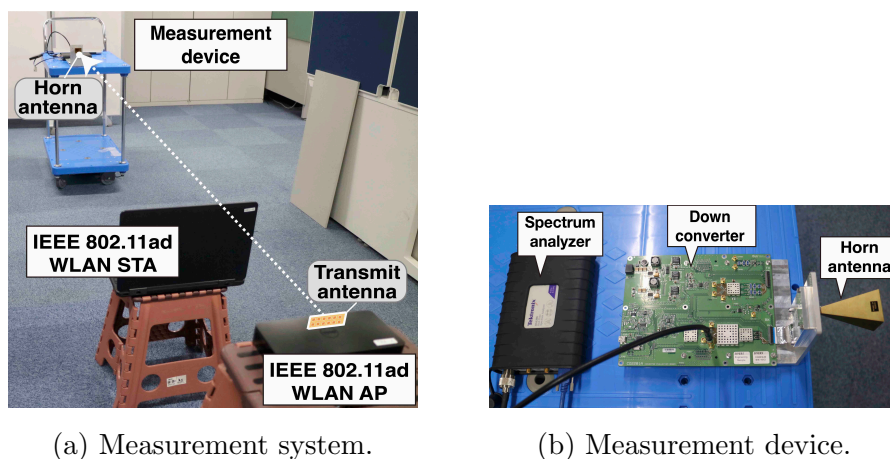 Measurement
device
Horn
antenna
IEEE 802.11ad
WLAN STA
Transmit
antenna
IEEE 802.11ad
WLAN AP
(a) Measurement system.
Spectrum
analyzer
Down
converter
Horn
antenna
Tektronix
(b) Measurement device.